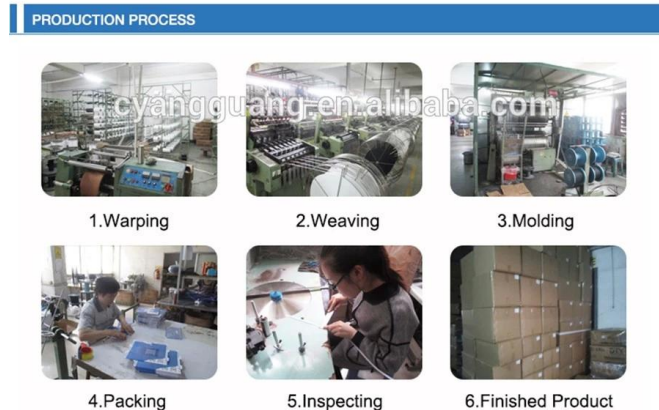 PRODUCTION PROCESS
cyangguang.en.alibaba.com
1.Warping
2.Weaving
3.Molding
4.Packing
5.Inspecting
6.Finished Product